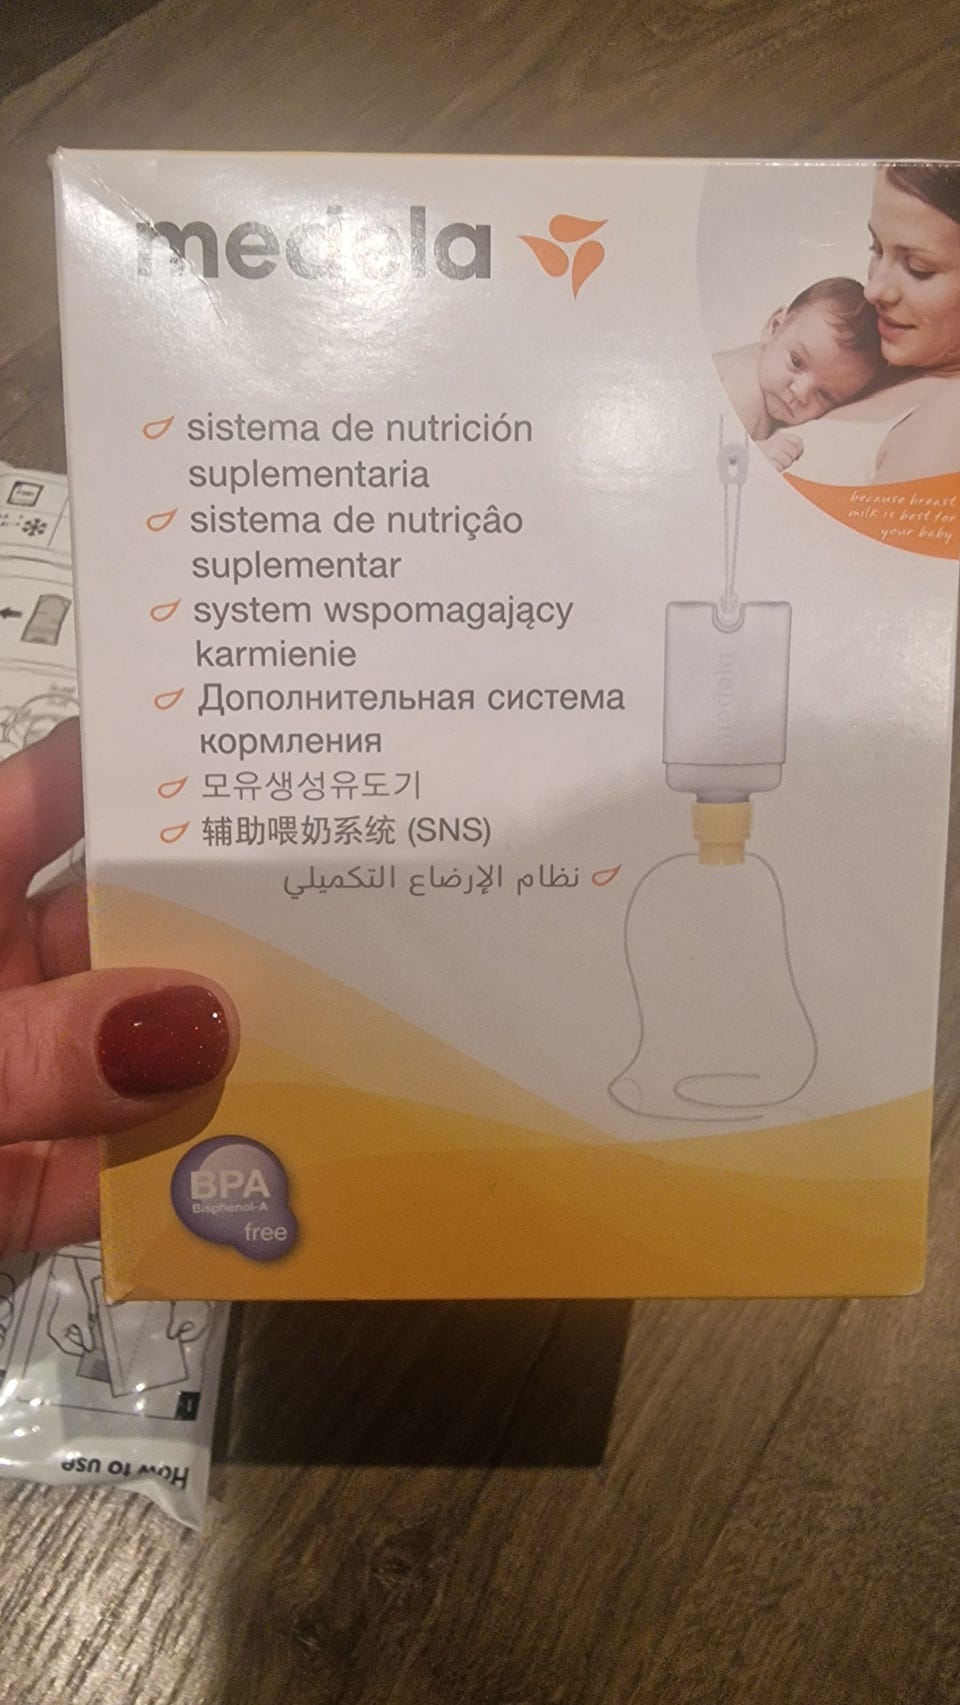 medela
sistema de nutrición
suplementaria
sistema de nutriçâo
suplementar
system wspomagający
karmienie
Дополнительная система
кормления
모유생성유도기
辅助喂奶系统 (SNS)
نظام الإرضاع التكميلي
because breast
milk is best for
your baby
medela
BPA
Bisphenol-A
free
How to use